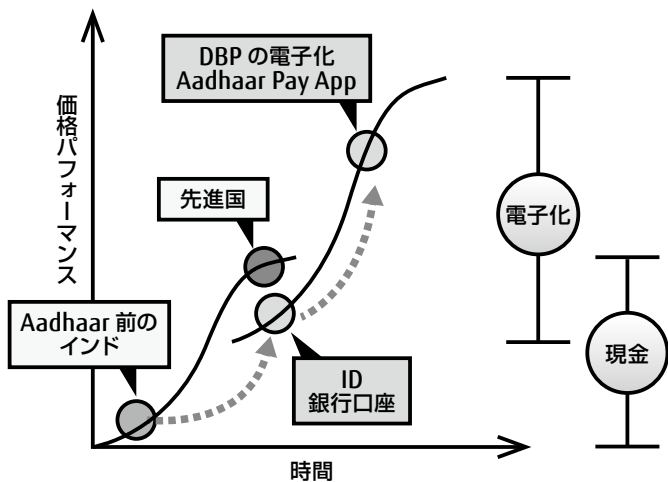 DBP の電子化
Aadhaar Pay App
価格パフォーマンス
先進国
電子化
Aadhaar 前の
インド
現金
ID
銀行口座
時間